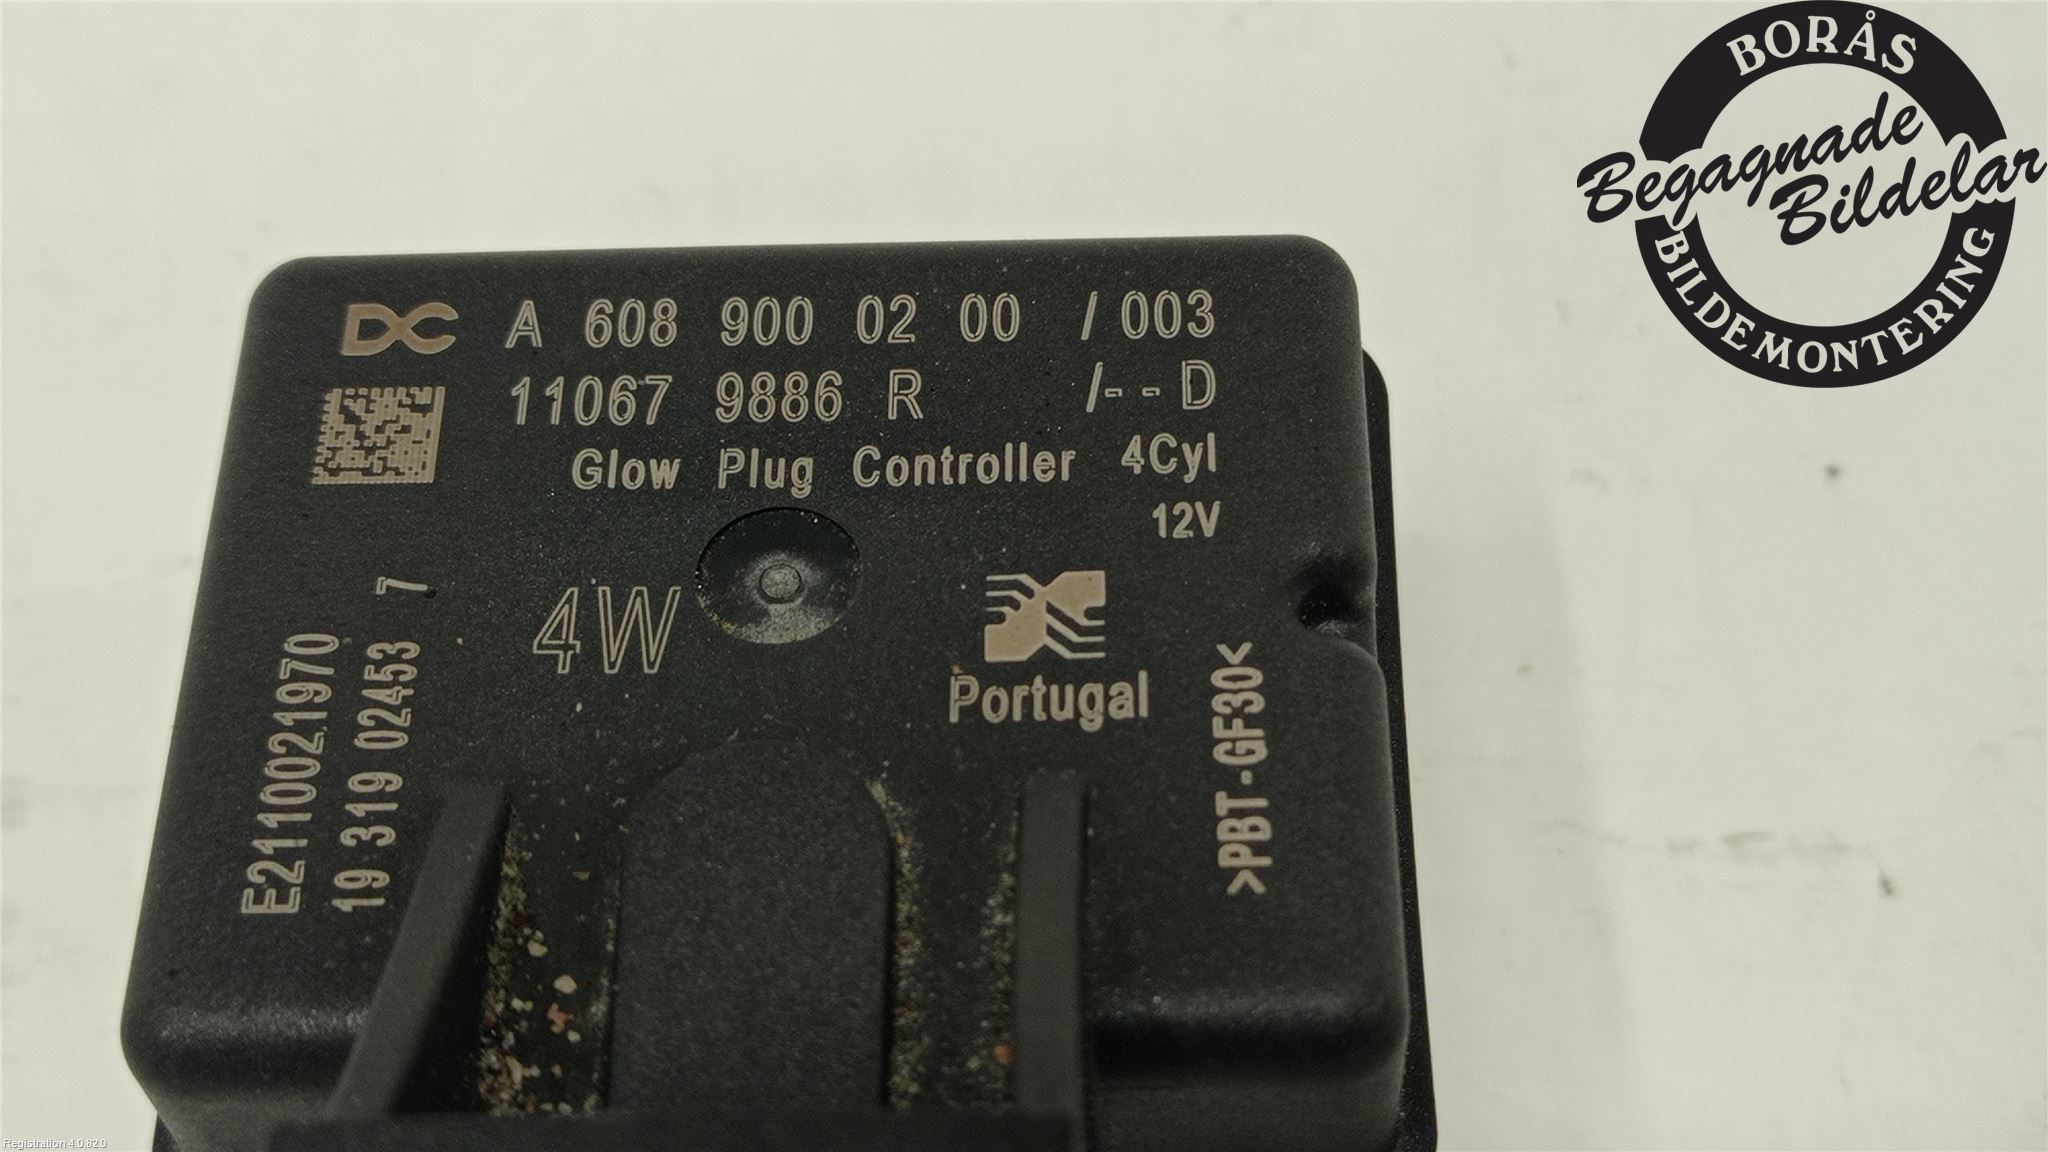 BORÅS
Begagnade
Bildelar
BILDEMONTERING
DC A 608 900 02 00 /003
11067 9886 R /--D
Glow Plug Controller 4Cyl
12V
4W
Portugal
E2110021970
19 319 02453 7
>PBT-GF30<
Registration 4.0.82.0